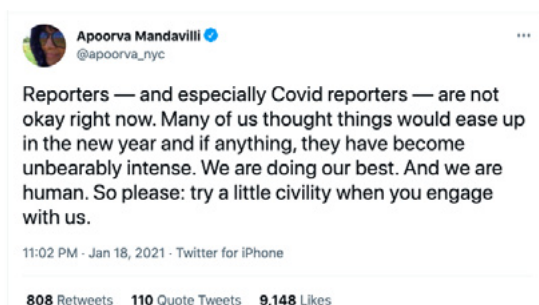 Apoorva Mandavilli
@apoorva_nyc
Reporters — and especially Covid reporters — are not
okay right now. Many of us thought things would ease up
in the new year and if anything, they have become
unbearably intense. We are doing our best. And we are
human. So please: try a little civility when you engage
with us.
11:02 PM · Jan 18, 2021 · Twitter for iPhone
808 Retweets 110 Quote Tweets 9,148 Likes